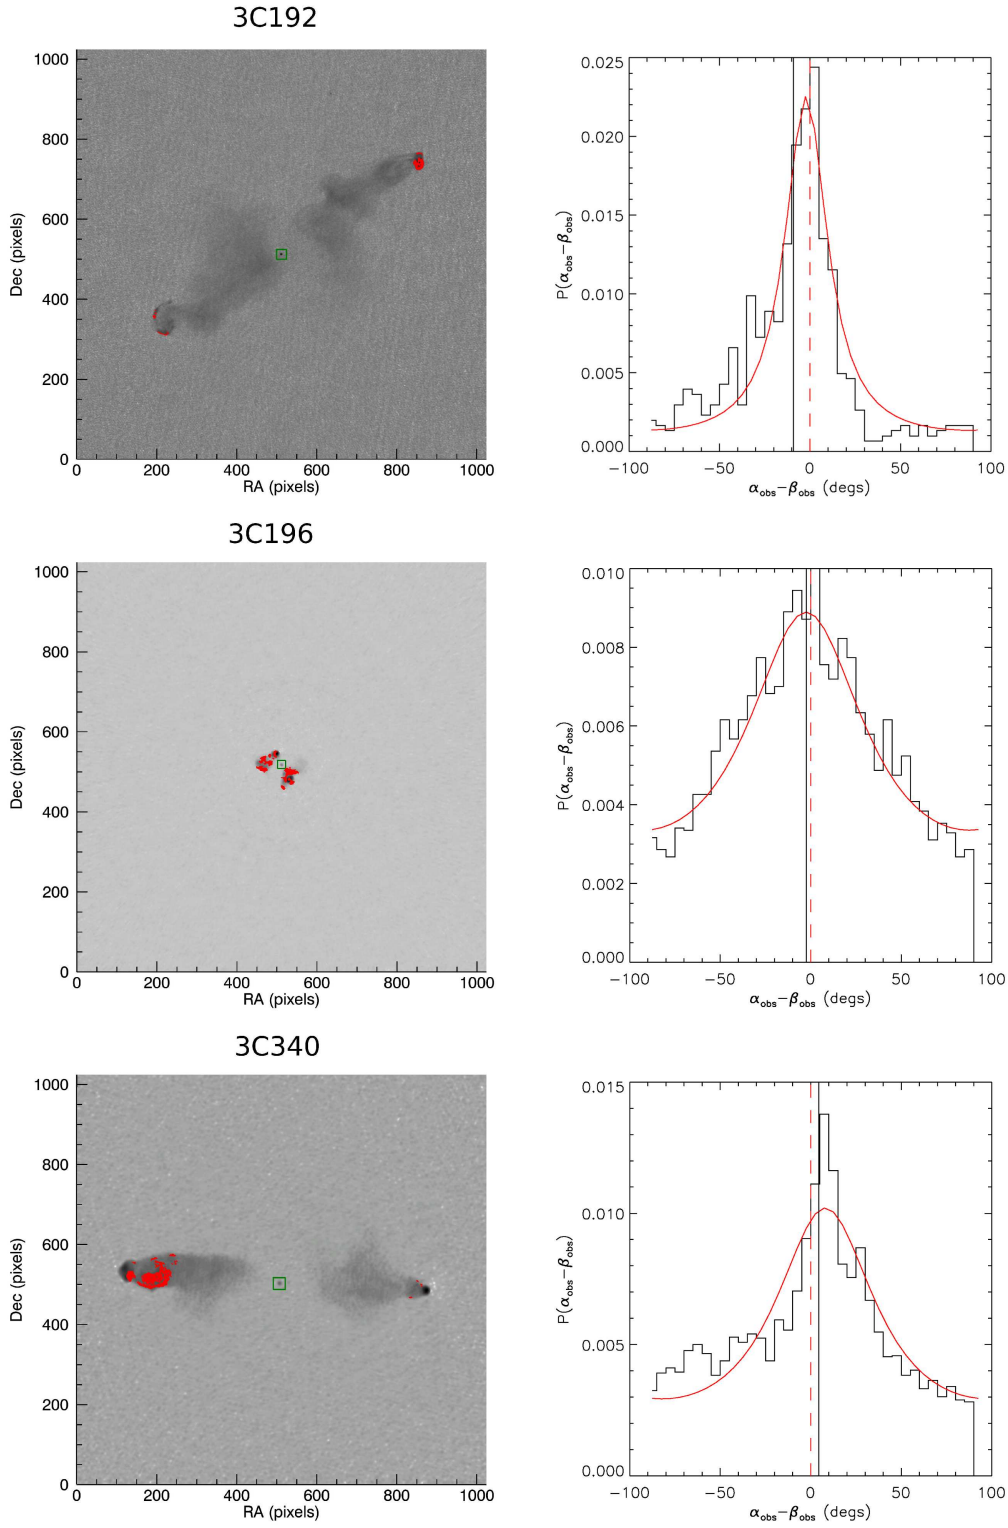 3C192
1000
800
600
400
200
0
Dec (pixels)
0 200 400 600 800 1000
RA (pixels)
0.025
0.020
0.015
0.010
0.005
0.000
P(αobs−βobs)
−100 −50 0 50 100
αobs−βobs (degs)
3C196
1000
800
600
400
200
0
Dec (pixels)
0 200 400 600 800 1000
RA (pixels)
0.010
0.008
0.006
0.004
0.002
0.000
P(αobs−βobs)
−100 −50 0 50 100
αobs−βobs (degs)
3C340
1000
800
600
400
200
0
Dec (pixels)
0 200 400 600 800 1000
RA (pixels)
0.015
0.010
0.005
0.000
P(αobs−βobs)
−100 −50 0 50 100
αobs−βobs (degs)